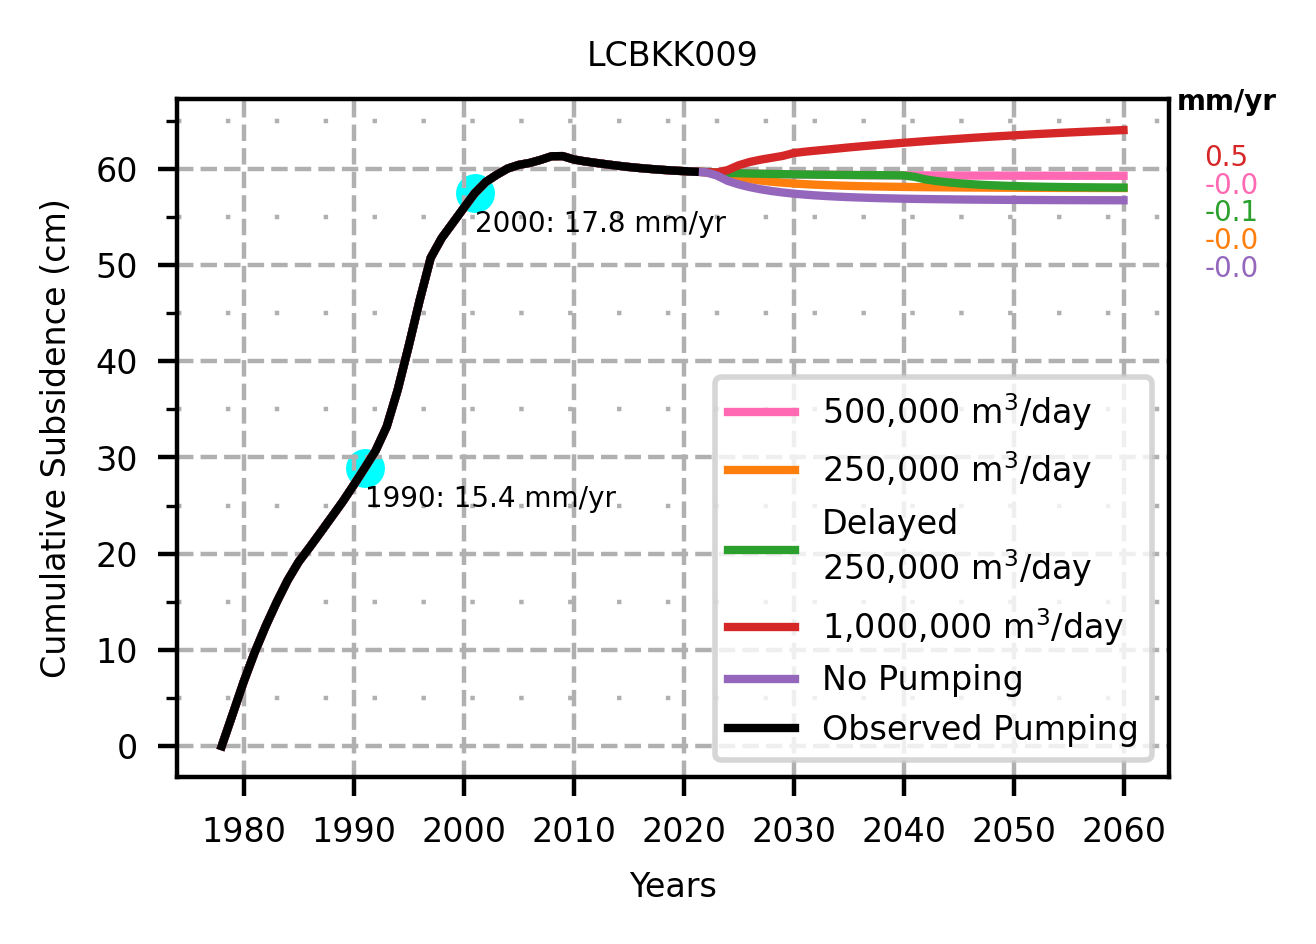 LCBKK009
mm/yr
0.5
-0.0
-0.1
-0.0
-0.0
Cumulative Subsidence (cm)
60
50
40
30
20
10
0
2000: 17.8 mm/yr
1990: 15.4 mm/yr
500,000 m³/day
250,000 m³/day
Delayed
250,000 m³/day
1,000,000 m³/day
No Pumping
Observed Pumping
1980 1990 2000 2010 2020 2030 2040 2050 2060
Years